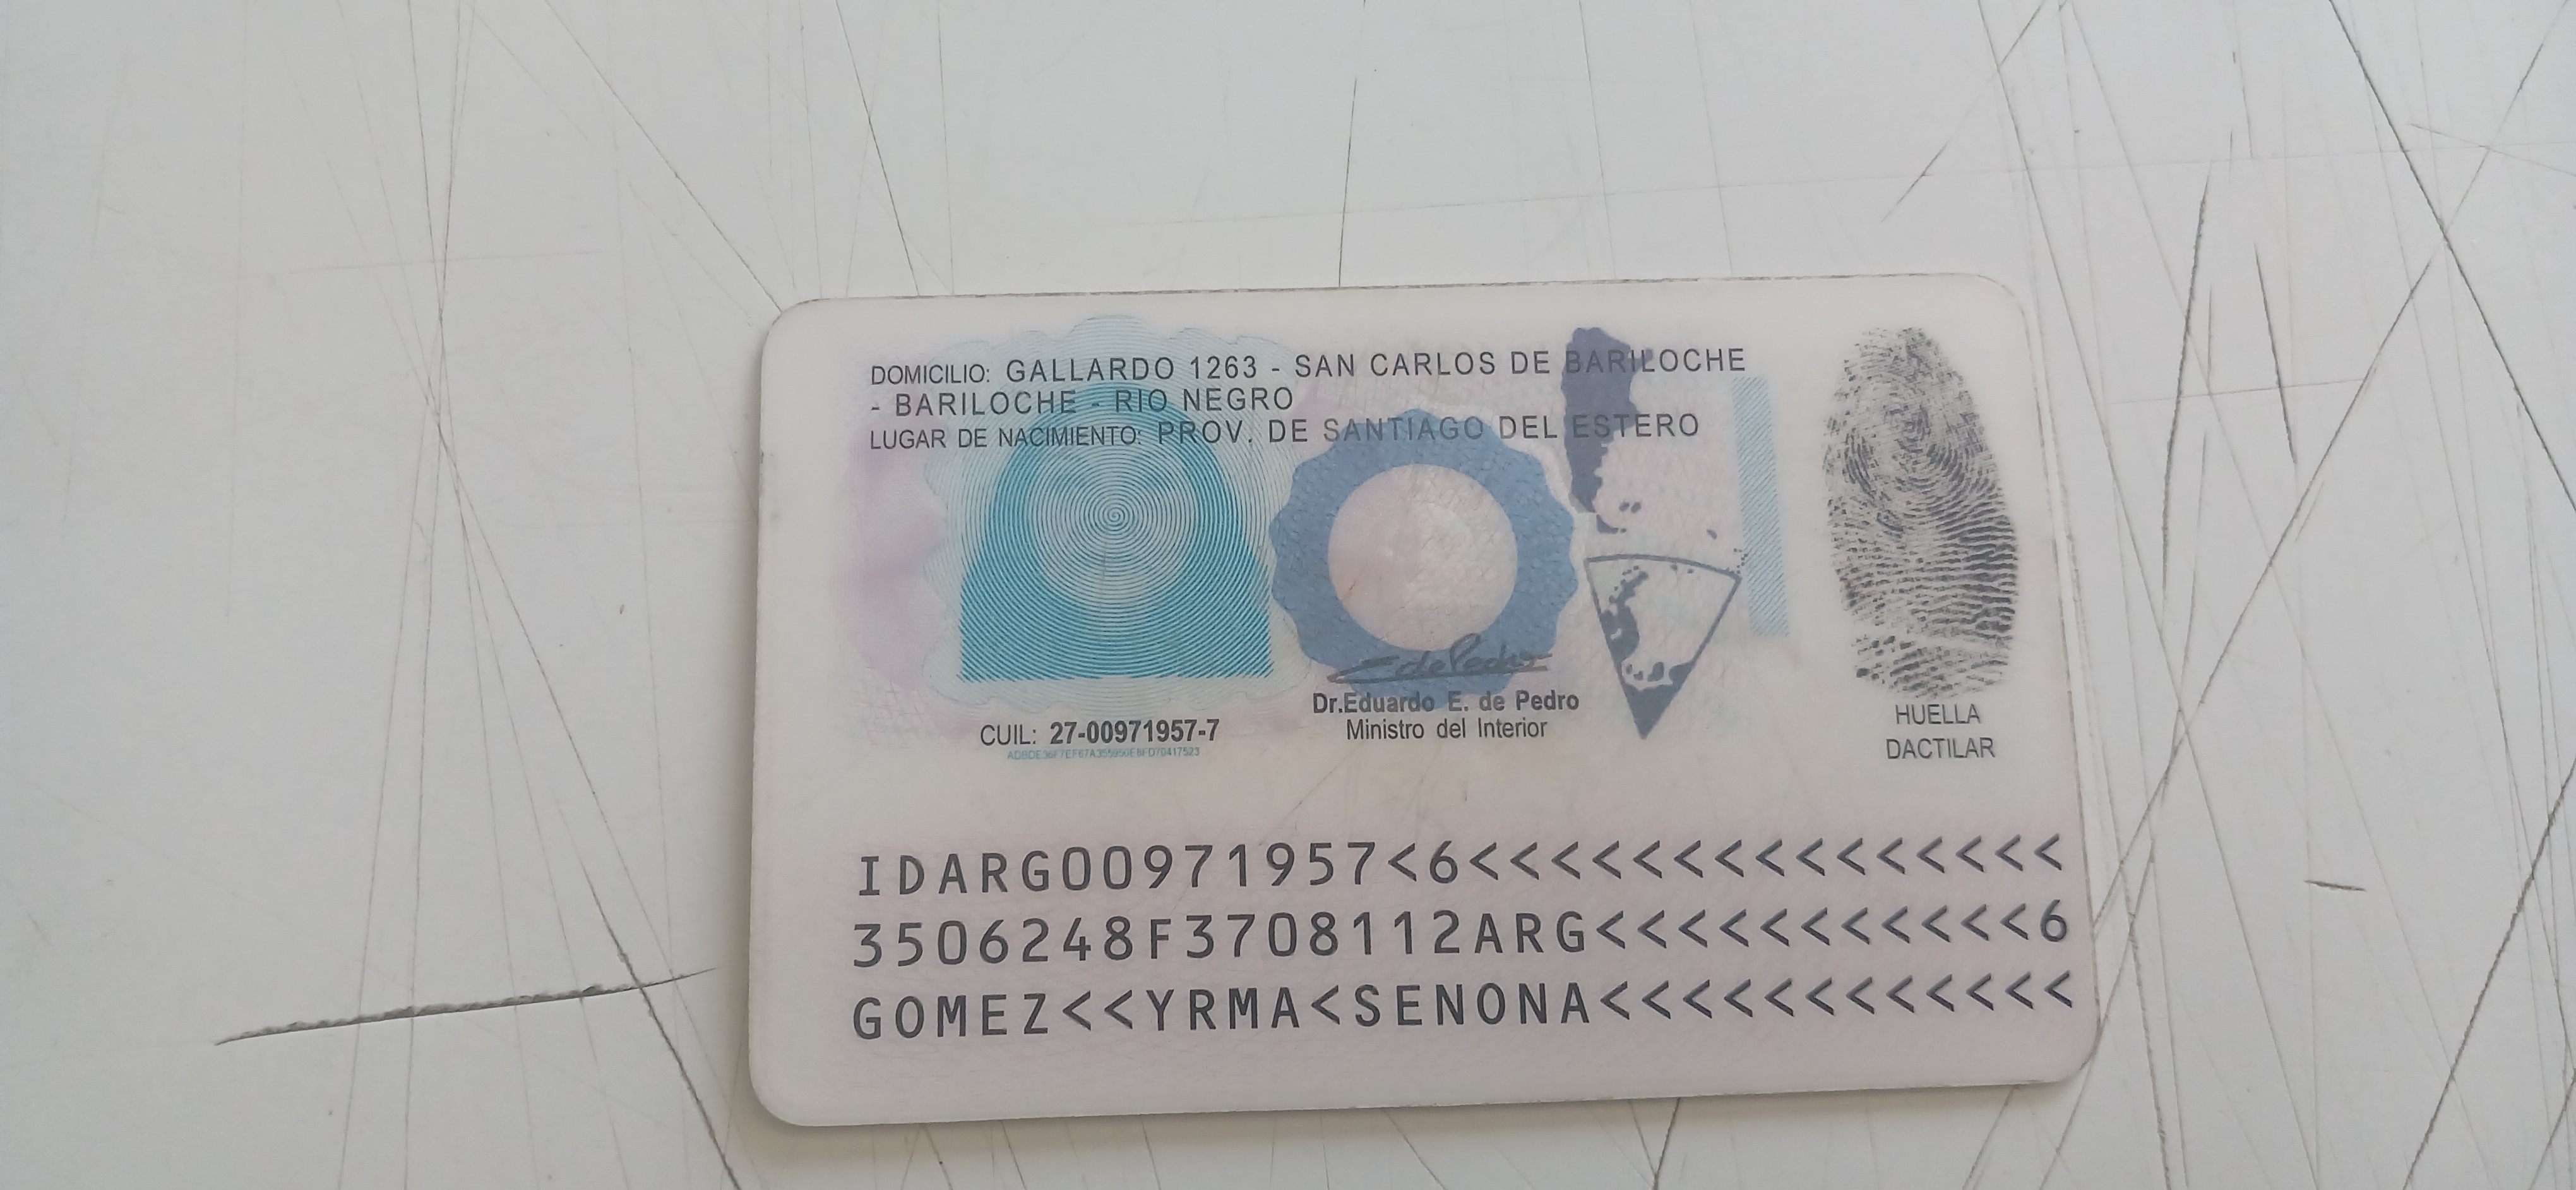 DOMICILIO: GALLARDO 1263 - SAN CARLOS DE BARILOCHE
- BARILOCHE - RIO NEGRO
LUGAR DE NACIMIENTO: PROV. DE SANTIAGO DEL ESTERO
CUIL: 27-00971957-7
Dr.Eduardo E. de Pedro
Ministro del Interior
HUELLA
DACTILAR
IDARG00971957<6<<<<<<<<<<<<<<<
3506248F3708112ARG<<<<<<<<<<<6
GOMEZ<<YRMA<SENONA<<<<<<<<<<<<